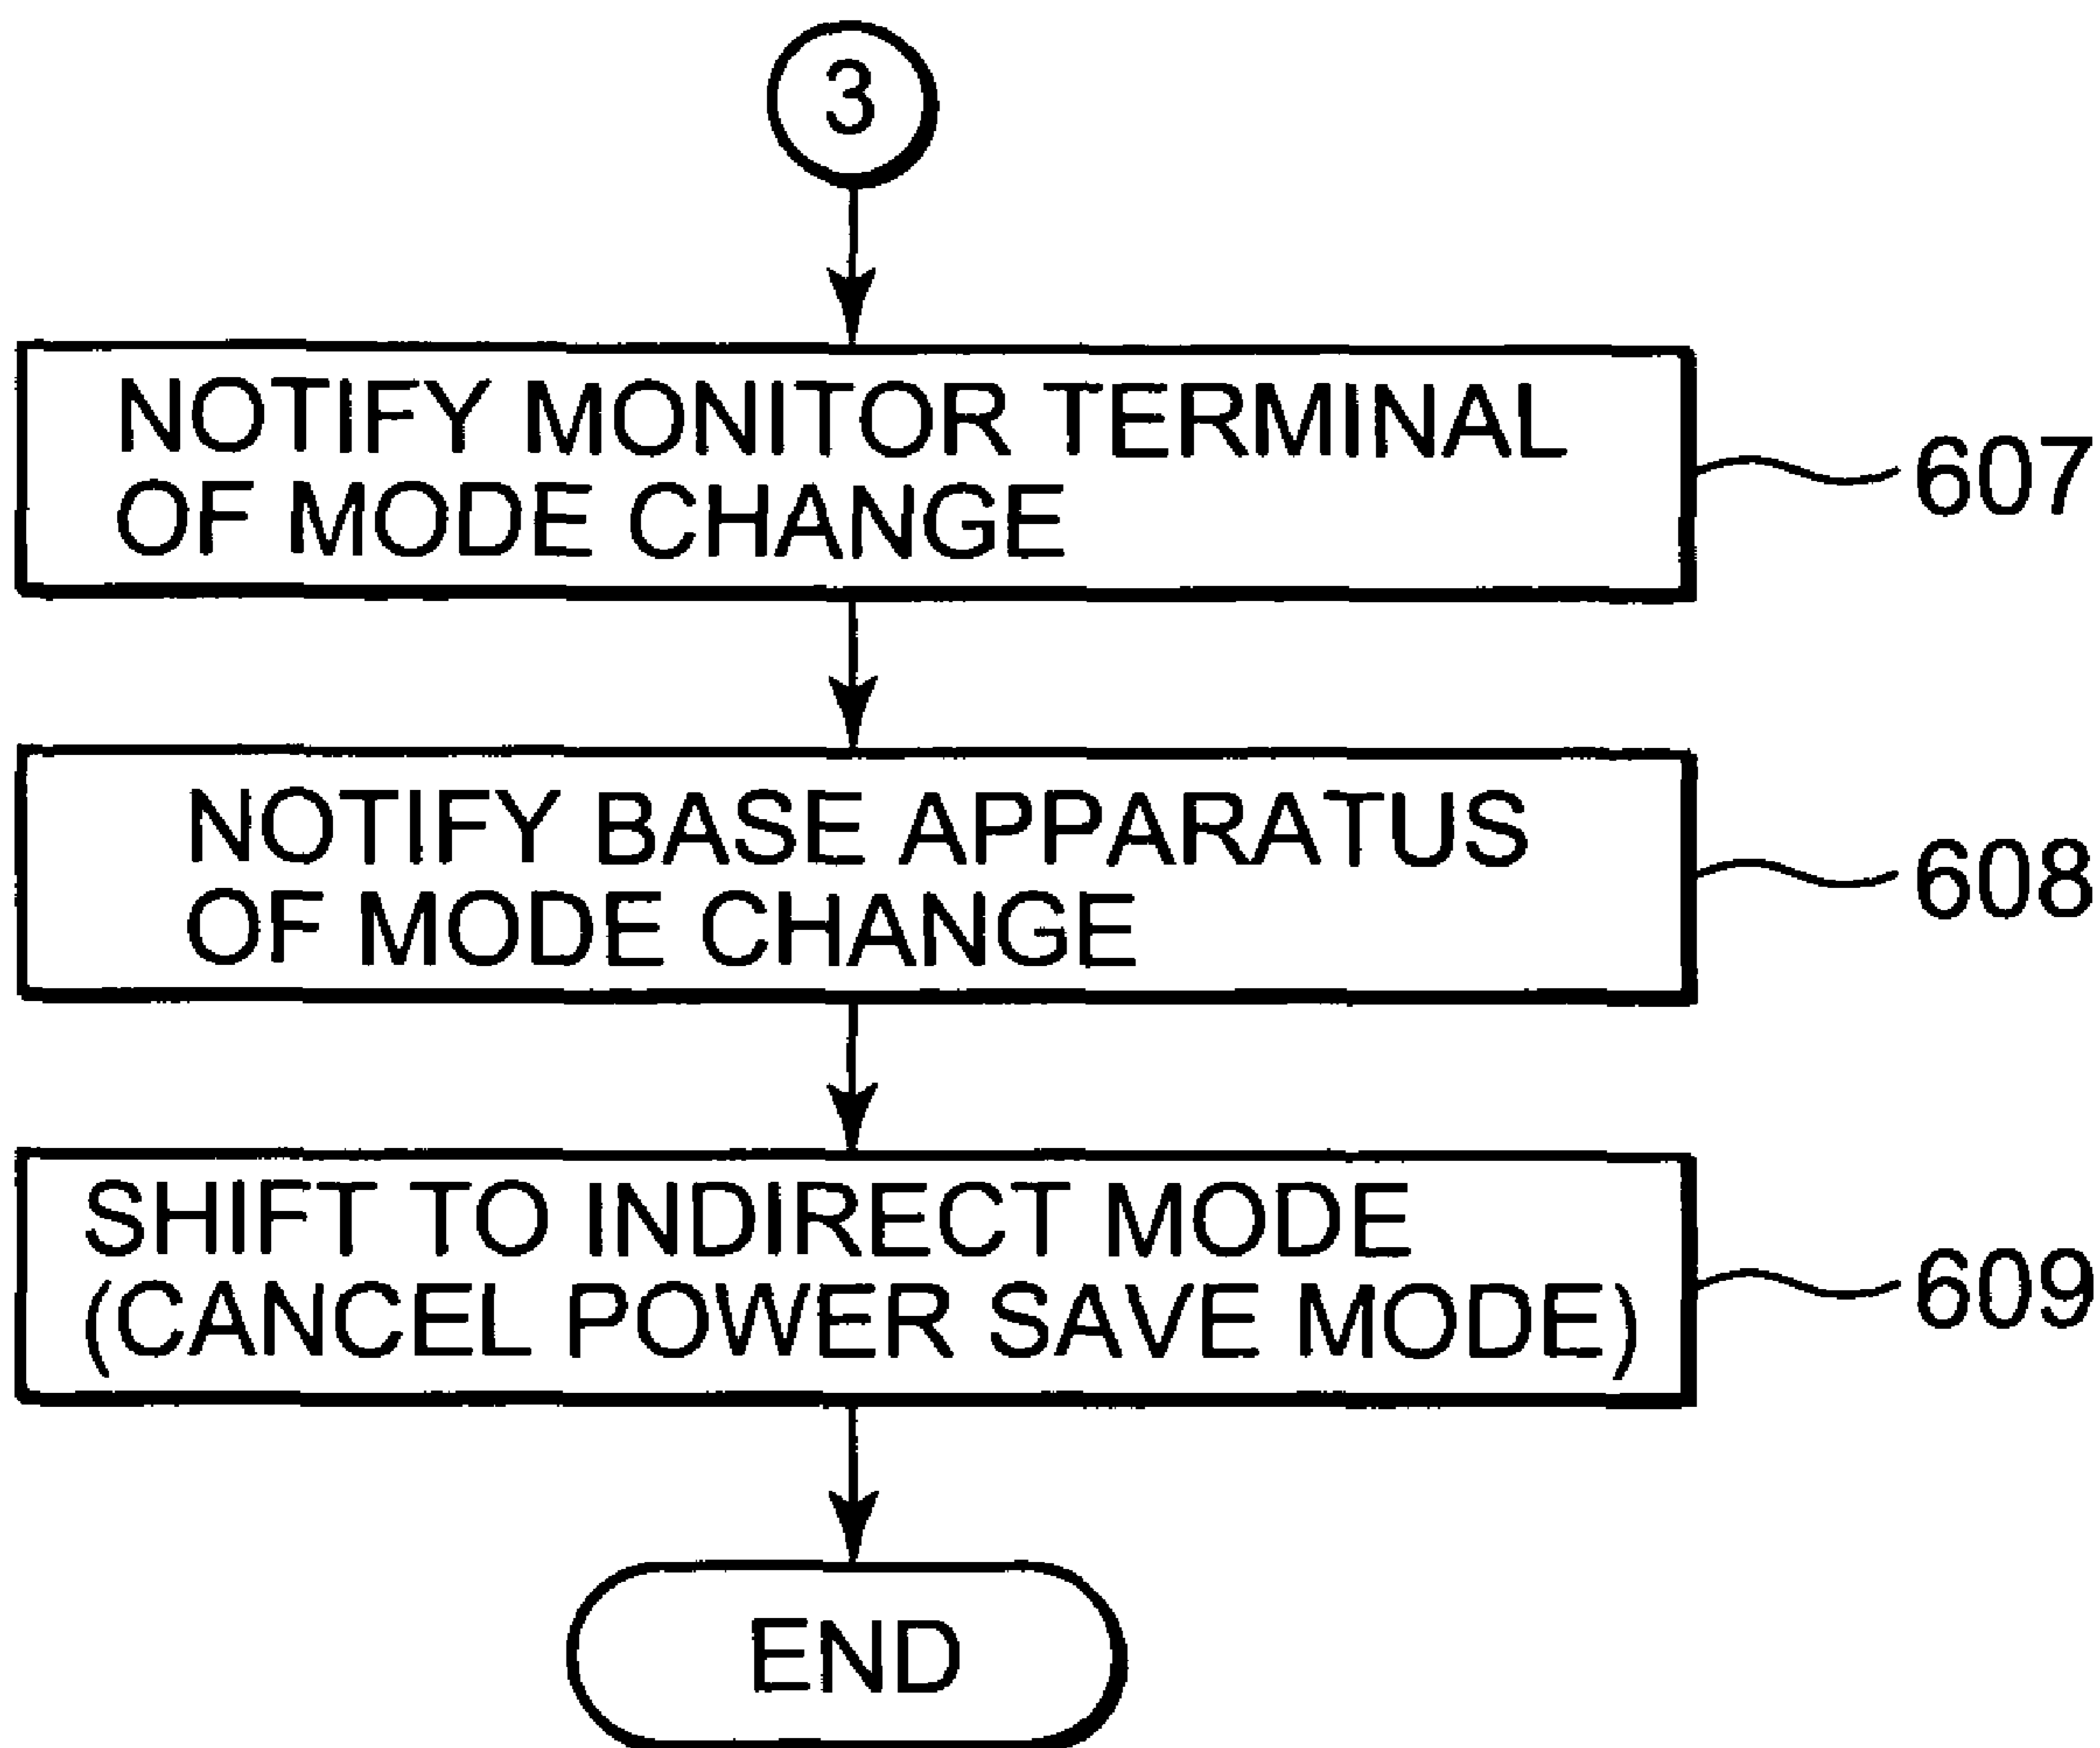 3
NOTIFY MONITOR TERMINAL
OF MODE CHANGE
607
NOTIFY BASE APPARATUS
OF MODE CHANGE
608
SHIFT TO INDIRECT MODE
(CANCEL POWER SAVE MODE)
609
END